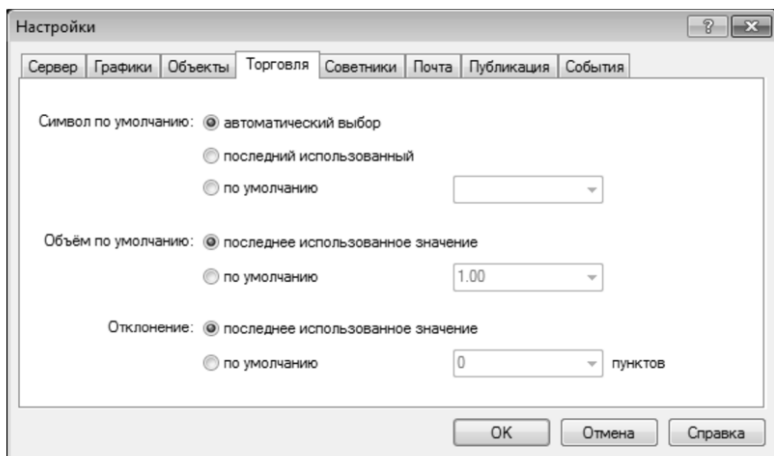 Настройки
Сервер Графики Объекты Торговля Советники Почта Публикация События
Символ по умолчанию: автоматический выбор
последний использованный
по умолчанию
Объём по умолчанию: последнее использованное значение
по умолчанию 1.00
Отклонение: последнее использованное значение
по умолчанию 0 пунктов
OK Отмена Справка